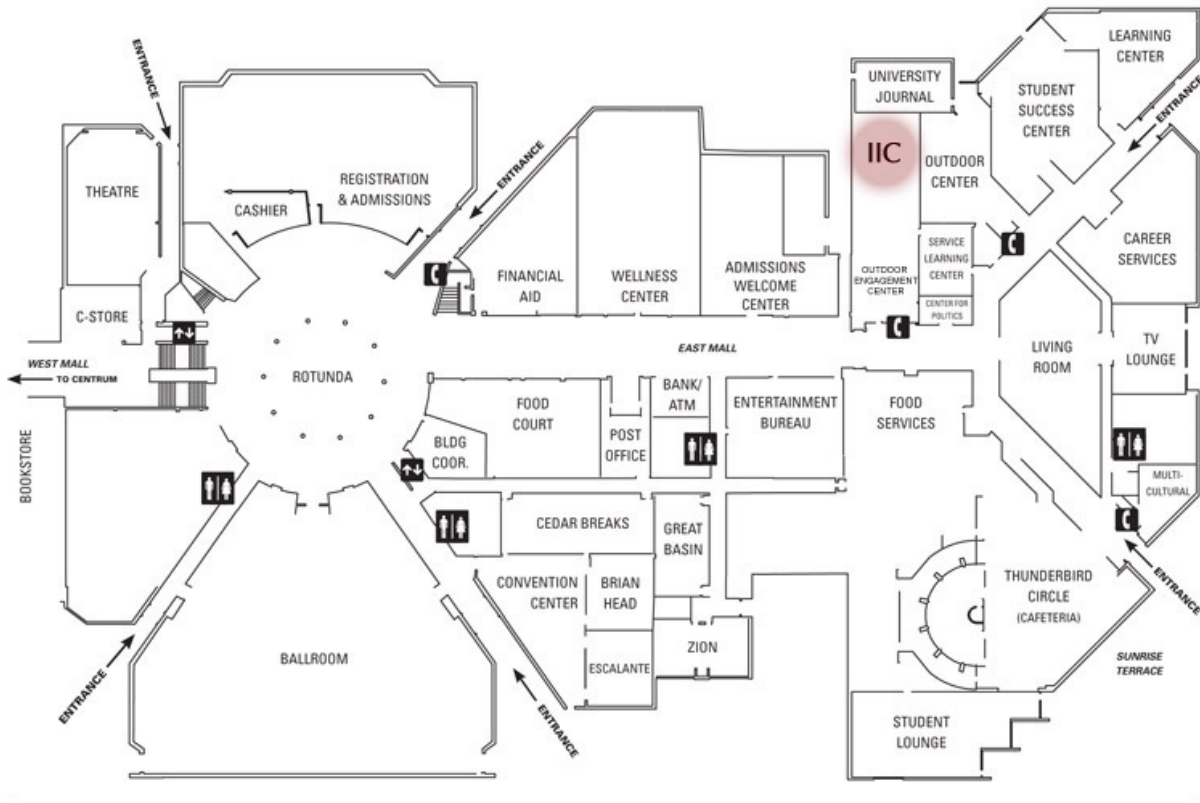 LEARNING
CENTER
ENTRANCE
UNIVERSITY
JOURNAL
STUDENT
SUCCESS
CENTER
ENTRANCE
IIC
OUTDOOR
CENTER
THEATRE
REGISTRATION
& ADMISSIONS
CASHIER
ENTRANCE
CAREER
SERVICES
SERVICE
LEARNING
CENTER
FINANCIAL
AID
WELLNESS
CENTER
ADMISSIONS
WELCOME
CENTER
OUTDOOR
ENGAGEMENT
CENTER
CENTER FOR
POLITICS
C-STORE
EAST MALL
LIVING
ROOM
TV
LOUNGE
WEST MALL
TO CENTRUM
ROTUNDA
BANK/
ATM
FOOD
COURT
ENTERTAINMENT
BUREAU
FOOD
SERVICES
POST
OFFICE
BLDG
COOR.
BOOKSTORE
MULTI-
CULTURAL
CEDAR BREAKS
GREAT
BASIN
CONVENTION
CENTER
BRIAN
HEAD
THUNDERBIRD
CIRCLE
(CAFETERIA)
ENTRANCE
ZION
BALLROOM
ESCALANTE
SUNRISE
TERRACE
ENTRANCE
ENTRANCE
STUDENT
LOUNGE